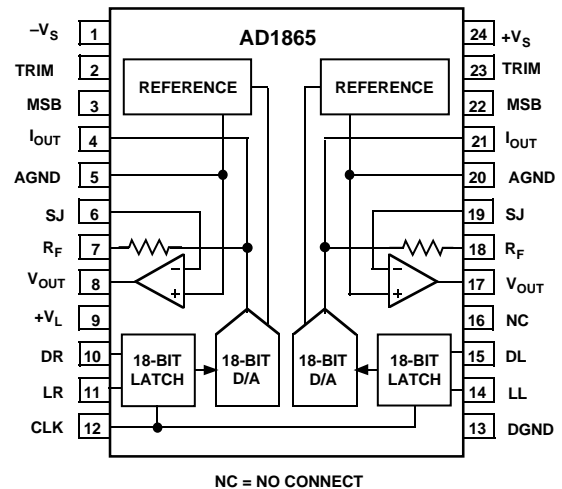 AD1865
–VS 1
TRIM 2
MSB 3
IOUT 4
AGND 5
SJ 6
RF 7
VOUT 8
+VL 9
DR 10
LR 11
CLK 12
24 +VS
23 TRIM
22 MSB
21 IOUT
20 AGND
19 SJ
18 RF
17 VOUT
16 NC
15 DL
14 LL
13 DGND
REFERENCE
REFERENCE
–
+
–
+
18-BIT
LATCH
18-BIT
D/A
18-BIT
D/A
18-BIT
LATCH
NC = NO CONNECT